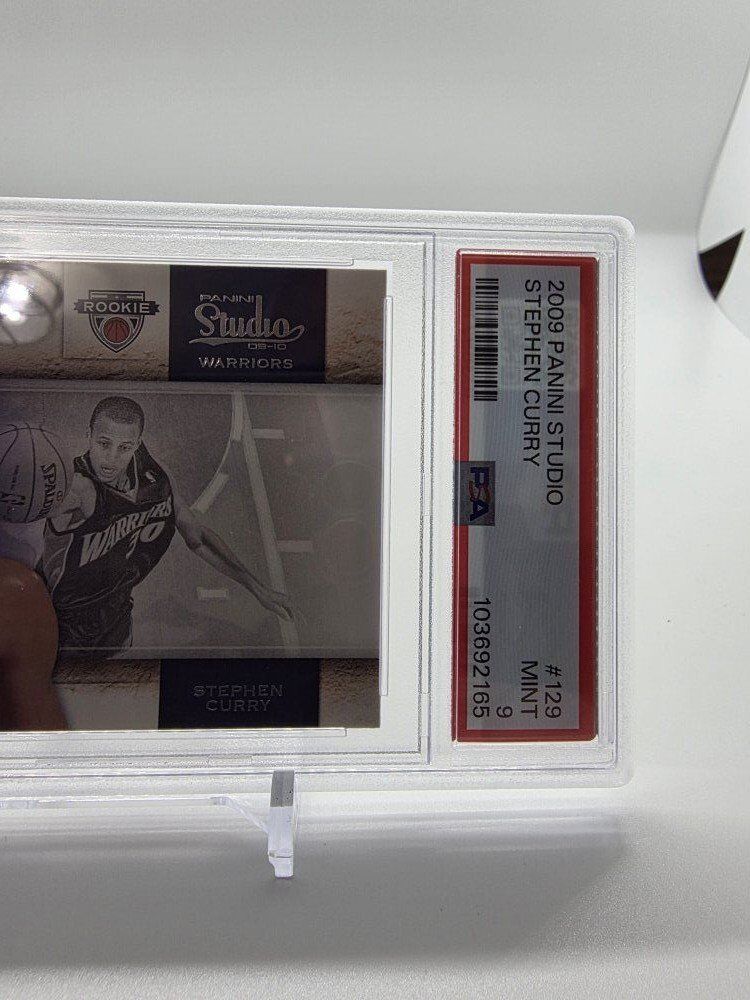 ROOKIE
PANINI
Studio
09-10
WARRIORS
SPALDING
WARRIORS
30
STEPHEN
CURRY
2009 PANINI STUDIO #129
STEPHEN CURRY MINT
9
PSA 103692165